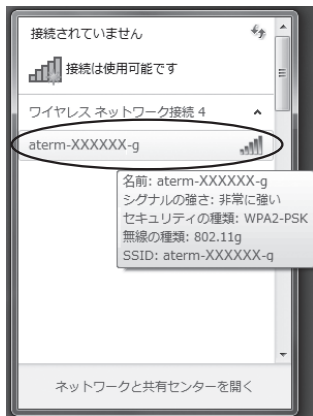 接続されていません
接続は使用可能です
ワイヤレス ネットワーク接続 4
aterm-XXXXXX-g
名前: aterm-XXXXXX-g
シグナルの強さ: 非常に強い
セキュリティの種類: WPA2-PSK
無線の種類: 802.11g
SSID: aterm-XXXXXX-g
ネットワークと共有センターを開く